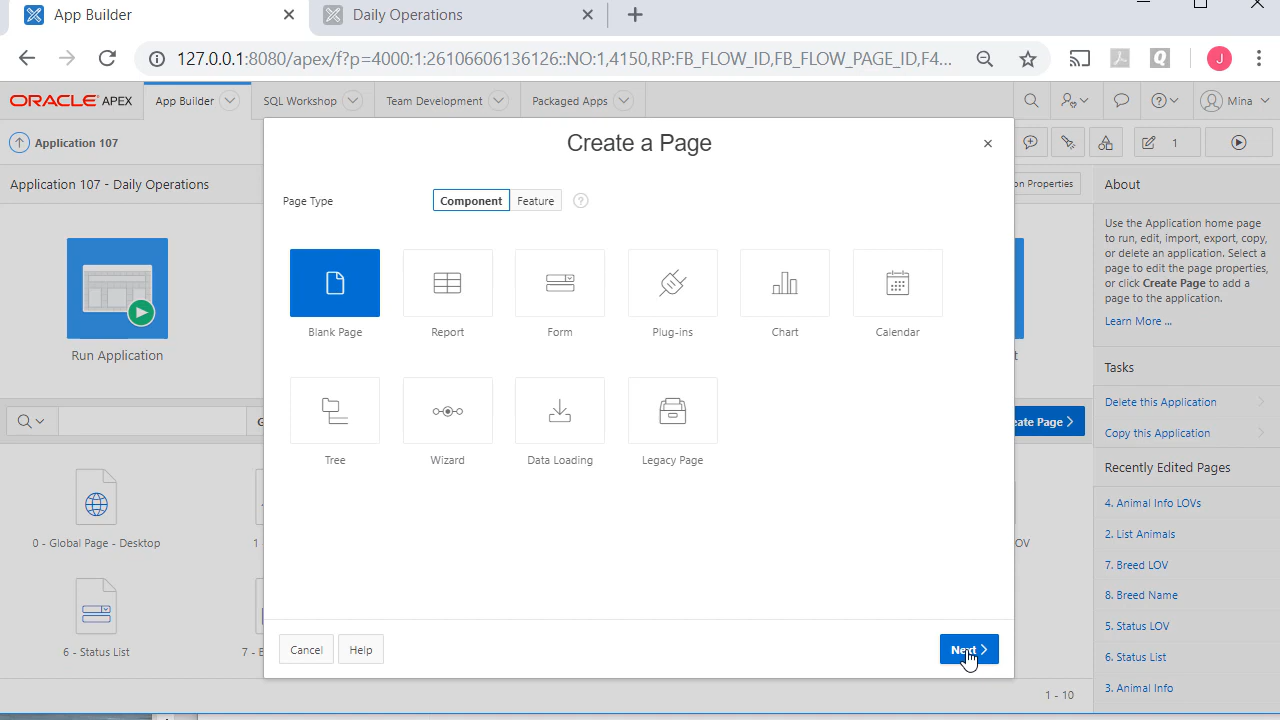 App Builder
Daily Operations
127.0.0.1:8080/apex/f?p=4000:1:26106606136126::NO:1,4150,RP:FB_FLOW_ID,FB_FLOW_PAGE_ID,F4...
J
ORACLE APEX
App Builder
SQL Workshop
Team Development
Packaged Apps
Mina
Application 107
1
Application 107 - Daily Operations
on Properties
Run Application
Create a Page
Page Type
Component
Feature
Blank Page
Report
Form
Plug-ins
Chart
Calendar
Tree
Wizard
Data Loading
Legacy Page
Cancel
Help
Next
About
Use the Application home page
to run, edit, import, export, copy,
or delete an application. Select a
page to edit the page properties,
or click Create Page to add a
page to the application.
Learn More ...
Tasks
Delete this Application
Copy this Application
Recently Edited Pages
4. Animal Info LOVs
2. List Animals
7. Breed LOV
8. Breed Name
5. Status LOV
6. Status List
3. Animal Info
G
eate Page
0 - Global Page - Desktop
1
OV
6 - Status List
7 - B
1 - 10